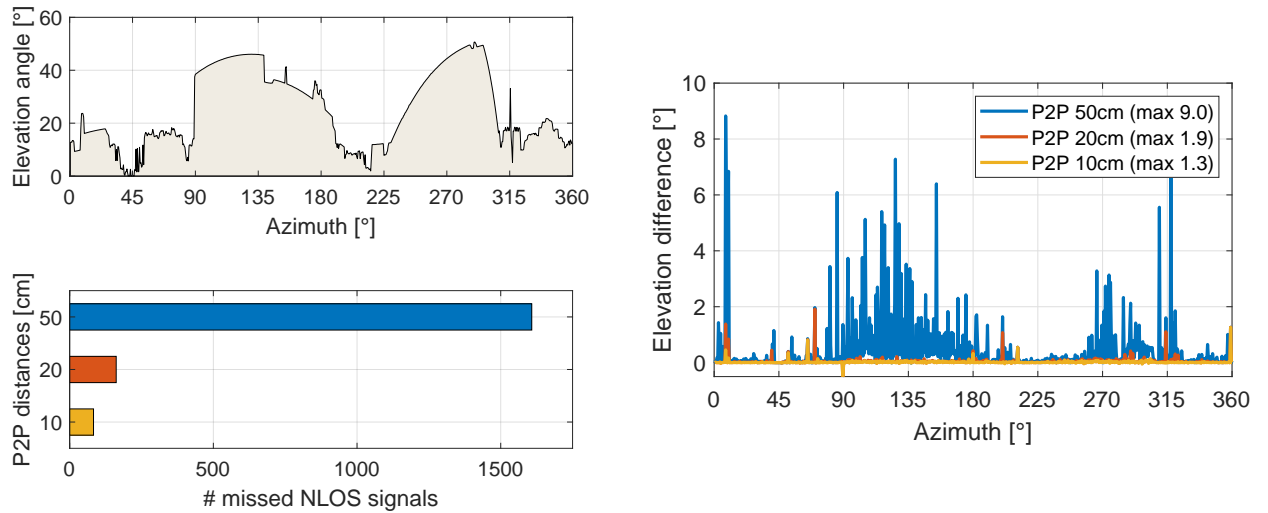 Elevation angle [°]
60
40
20
0
0 45 90 135 180 225 270 315 360
Azimuth [°]
P2P distances [cm]
50
20
10
0 500 1000 1500
# missed NLOS signals
Elevation difference [°]
10
8
6
4
2
0
P2P 50cm (max 9.0)
P2P 20cm (max 1.9)
P2P 10cm (max 1.3)
0 45 90 135 180 225 270 315 360
Azimuth [°]